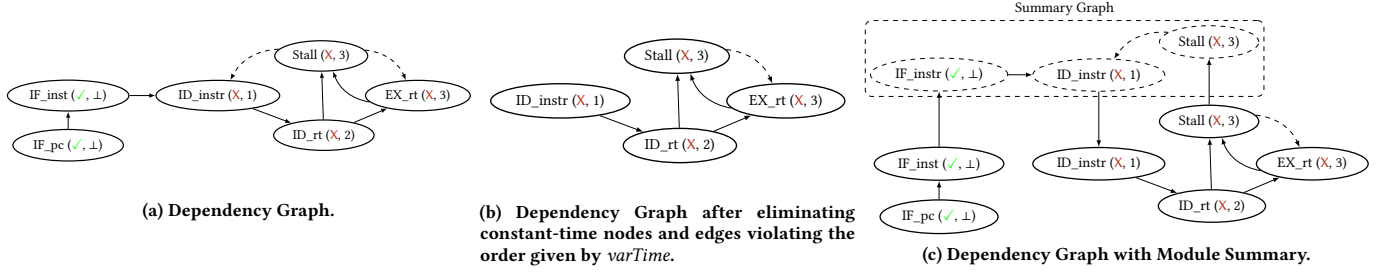 Stall (X, 3)
IF_inst (✓, ⊥)
ID_instr (X, 1)
EX_rt (X, 3)
IF_pc (✓, ⊥)
ID_rt (X, 2)
(a) Dependency Graph.
Stall (X, 3)
ID_instr (X, 1)
EX_rt (X, 3)
ID_rt (X, 2)
(b) Dependency Graph after eliminating
constant-time nodes and edges violating the
order given by varTime.
Summary Graph
Stall (X, 3)
IF_instr (✓, ⊥)
ID_instr (X, 1)
Stall (X, 3)
IF_inst (✓, ⊥)
ID_instr (X, 1)
EX_rt (X, 3)
IF_pc (✓, ⊥)
ID_rt (X, 2)
(c) Dependency Graph with Module Summary.